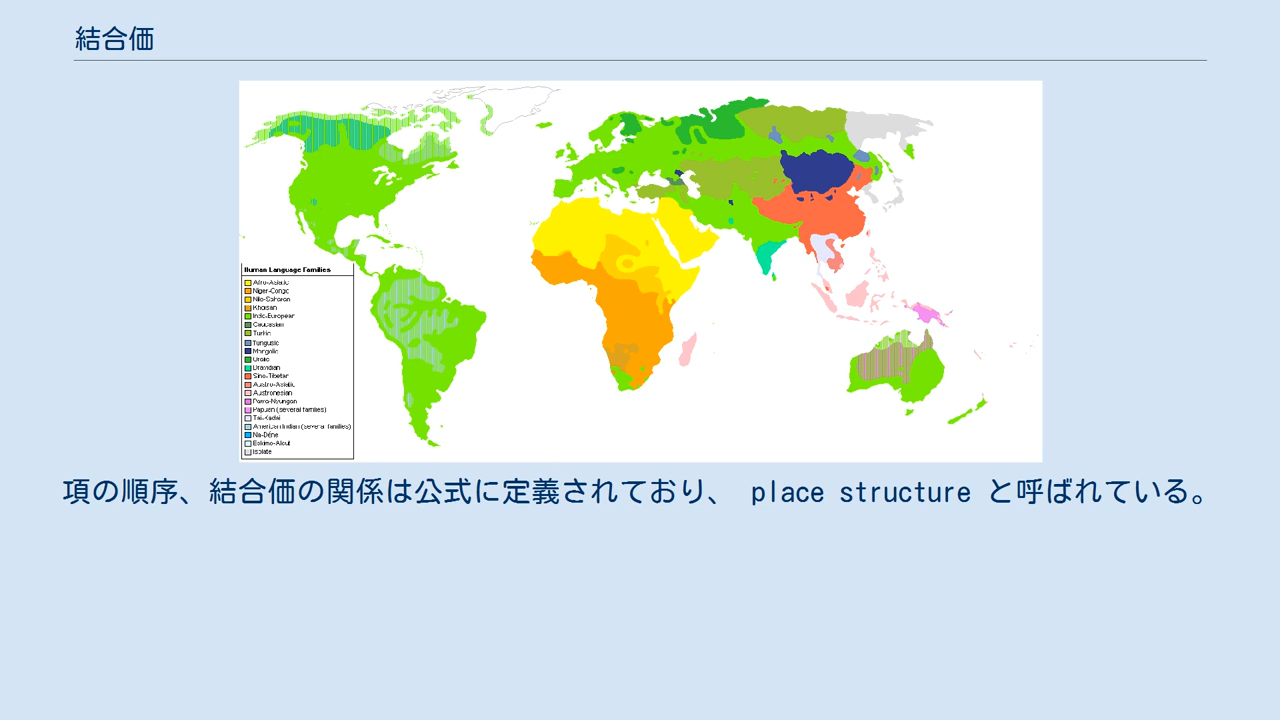 結合価
Human Language Families
Afro-Asiatic
Niger-Congo
Nilo-Saharan
Khoisan
Indo-European
Caucasian
Turkic
Tungusic
Mongolic
Uralic
Dravidian
Sino-Tibetan
Austro-Asiatic
Austronesian
Pama-Nyungan
Papuan (several families)
Tai-Kadai
American Indian (several families)
Na-Dene
Eskimo-Aleut
Isolate
項の順序、結合価の関係は公式に定義されており、 place structure と呼ばれている。